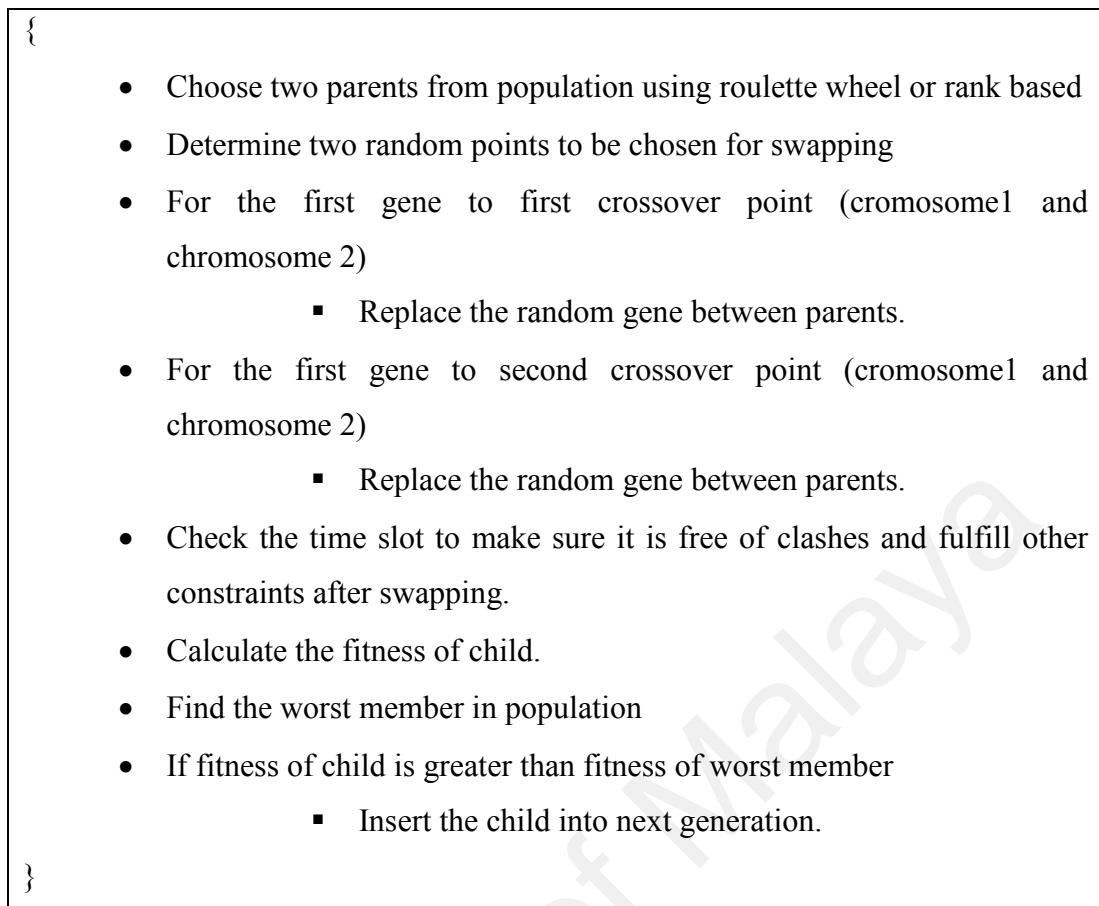 {
• Choose two parents from population using roulette wheel or rank based
• Determine two random points to be chosen for swapping
• For the first gene to first crossover point (cromosome1 and
chromosome 2)
▪ Replace the random gene between parents.
• For the first gene to second crossover point (cromosome1 and
chromosome 2)
▪ Replace the random gene between parents.
• Check the time slot to make sure it is free of clashes and fulfill other
constraints after swapping.
• Calculate the fitness of child.
• Find the worst member in population
• If fitness of child is greater than fitness of worst member
▪ Insert the child into next generation.
}
of Malaya